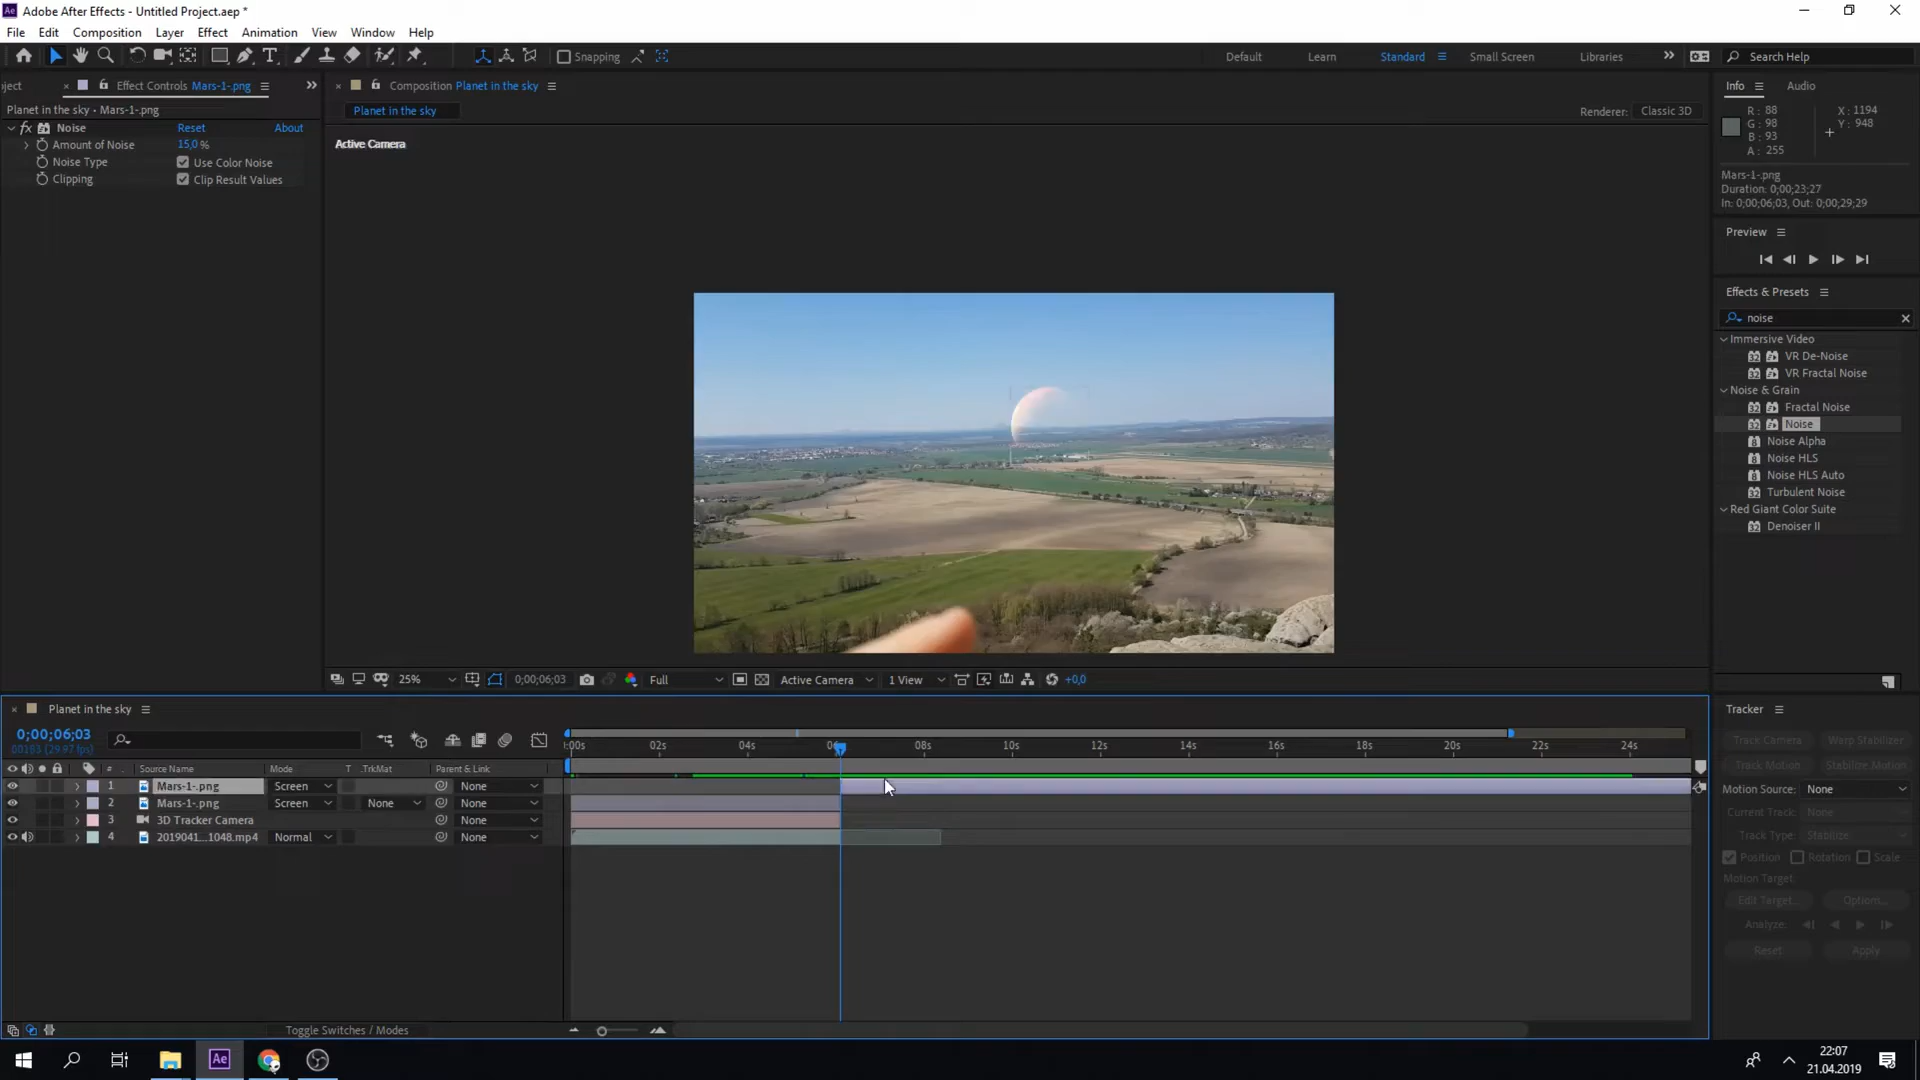 Adobe After Effects - Untitled Project.aep *
File Edit Composition Layer Effect Animation View Window Help
Snapping
Default Learn Standard Small Screen Libraries Search Help
ject Effect Controls Mars-1-.png
Planet in the sky • Mars-1-.png
fx Noise Reset About
Amount of Noise 15,0 %
Noise Type Use Color Noise
Clipping Clip Result Values
Composition Planet in the sky
Planet in the sky
Renderer: Classic 3D
Active Camera
25% 0;00;06;03 Full Active Camera 1 View +0,0
Info Audio
R : 88 X : 1194
G : 98 Y : 948
B : 93
A : 255
Mars-1-.png
Duration: 0;00;23;27
In: 0;00;06;03, Out: 0;00;29;29
Preview
Effects & Presets
noise
Immersive Video
VR De-Noise
VR Fractal Noise
Noise & Grain
Fractal Noise
Noise
Noise Alpha
Noise HLS
Noise HLS Auto
Turbulent Noise
Red Giant Color Suite
Denoiser II
Planet in the sky
0;00;06;03
00183 (29.97 fps)
:00s 02s 04s 06s 08s 10s 12s 14s 16s 18s 20s 22s 24s
# Source Name Mode T .TrkMat Parent & Link
1 Mars-1-.png Screen None
2 Mars-1-.png Screen None None
3 3D Tracker Camera None
4 2019041...1048.mp4 Normal None
Toggle Switches / Modes
Tracker
Track Camera Warp Stabilizer
Track Motion Stabilize Motion
Motion Source: None
Current Track: None
Track Type: Stabilize
Position Rotation Scale
Motion Target:
Edit Target... Options...
Analyze:
Reset Apply
Ae
22:07
21.04.2019